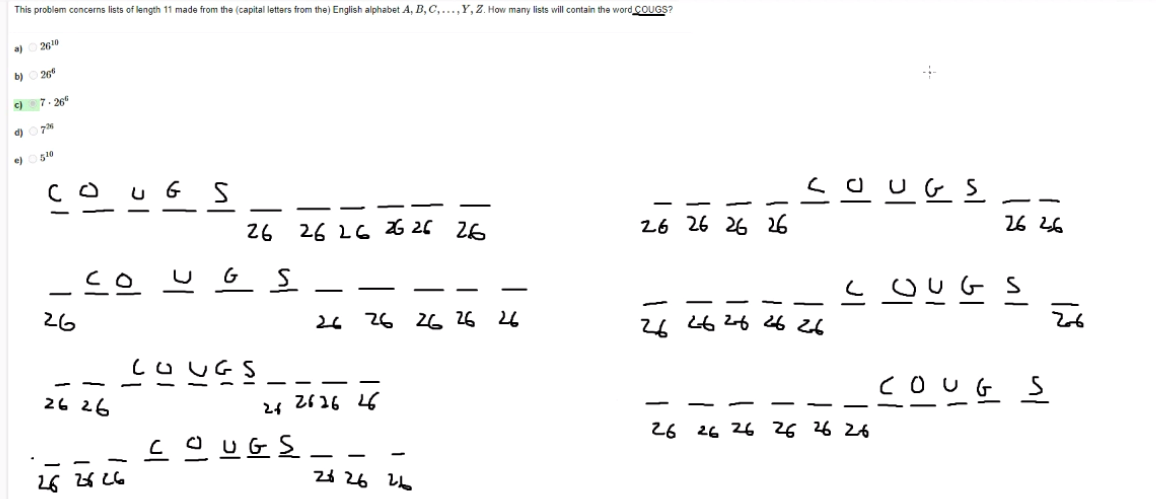 This problem concerns lists of length 11 made from the (capital letters from the) English alphabet A, B, C, ..., Y, Z. How many lists will contain the word COUGS?
a) 26^10
b) 26^6
c) 7 · 26^6
d) 7^26
e) 5^10
C O U G S
26 26 26 26 26 26
C O U G S
26 26 26 26 26 26
C O U G S
26 26 26 26 26 26
C O U G S
26 26 26 26 26 26
C O U G S
26 26 26 26 26 26
C O U G S
26 26 26 26 26 26
C O U G S
26 26 26 26 26 26